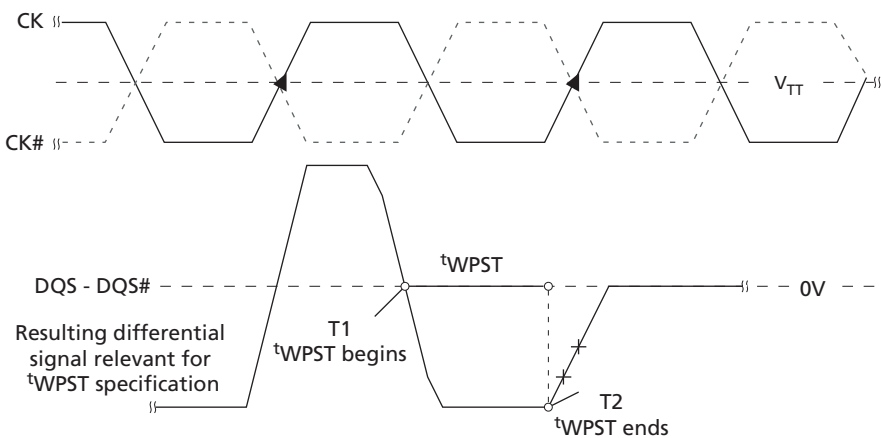 CK
V_TT
CK#
tWPST
DQS - DQS#
0V
T1
tWPST begins
Resulting differential
signal relevant for
tWPST specification
T2
tWPST ends